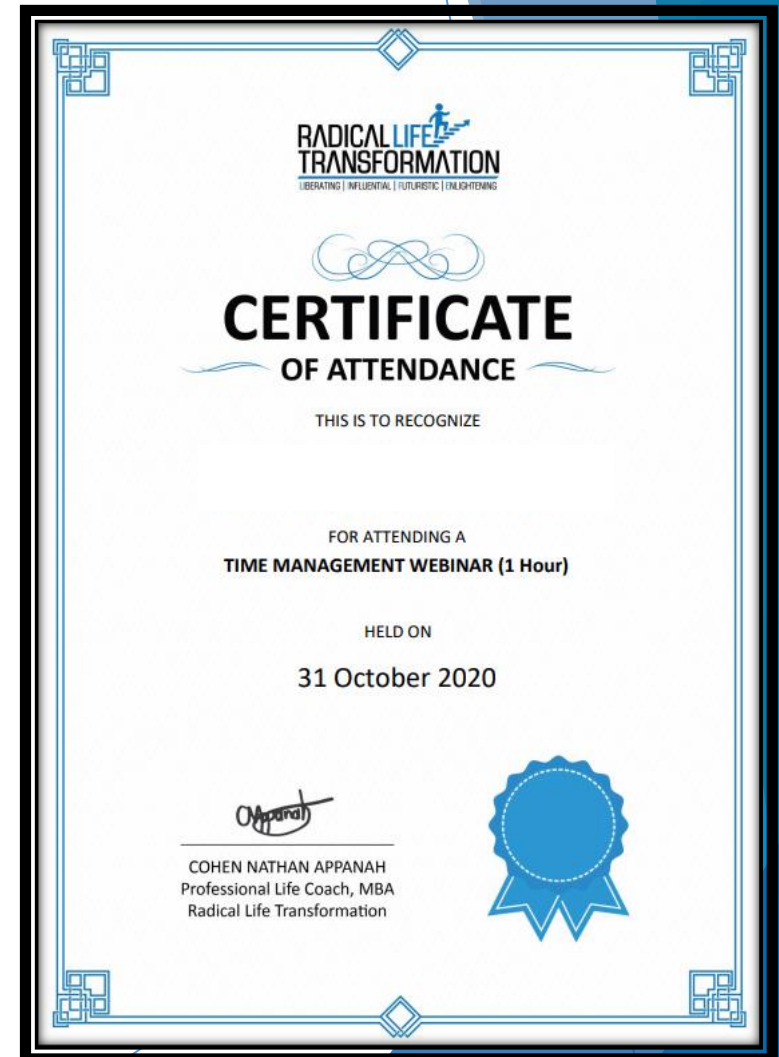 RADICAL LIFE
TRANSFORMATION
LIBERATING | INFLUENTIAL | FUTURISTIC | ENLIGHTENING
CERTIFICATE
OF ATTENDANCE
THIS IS TO RECOGNIZE
FOR ATTENDING A
TIME MANAGEMENT WEBINAR (1 Hour)
HELD ON
31 October 2020
CAppanah
COHEN NATHAN APPANAH
Professional Life Coach, MBA
Radical Life Transformation